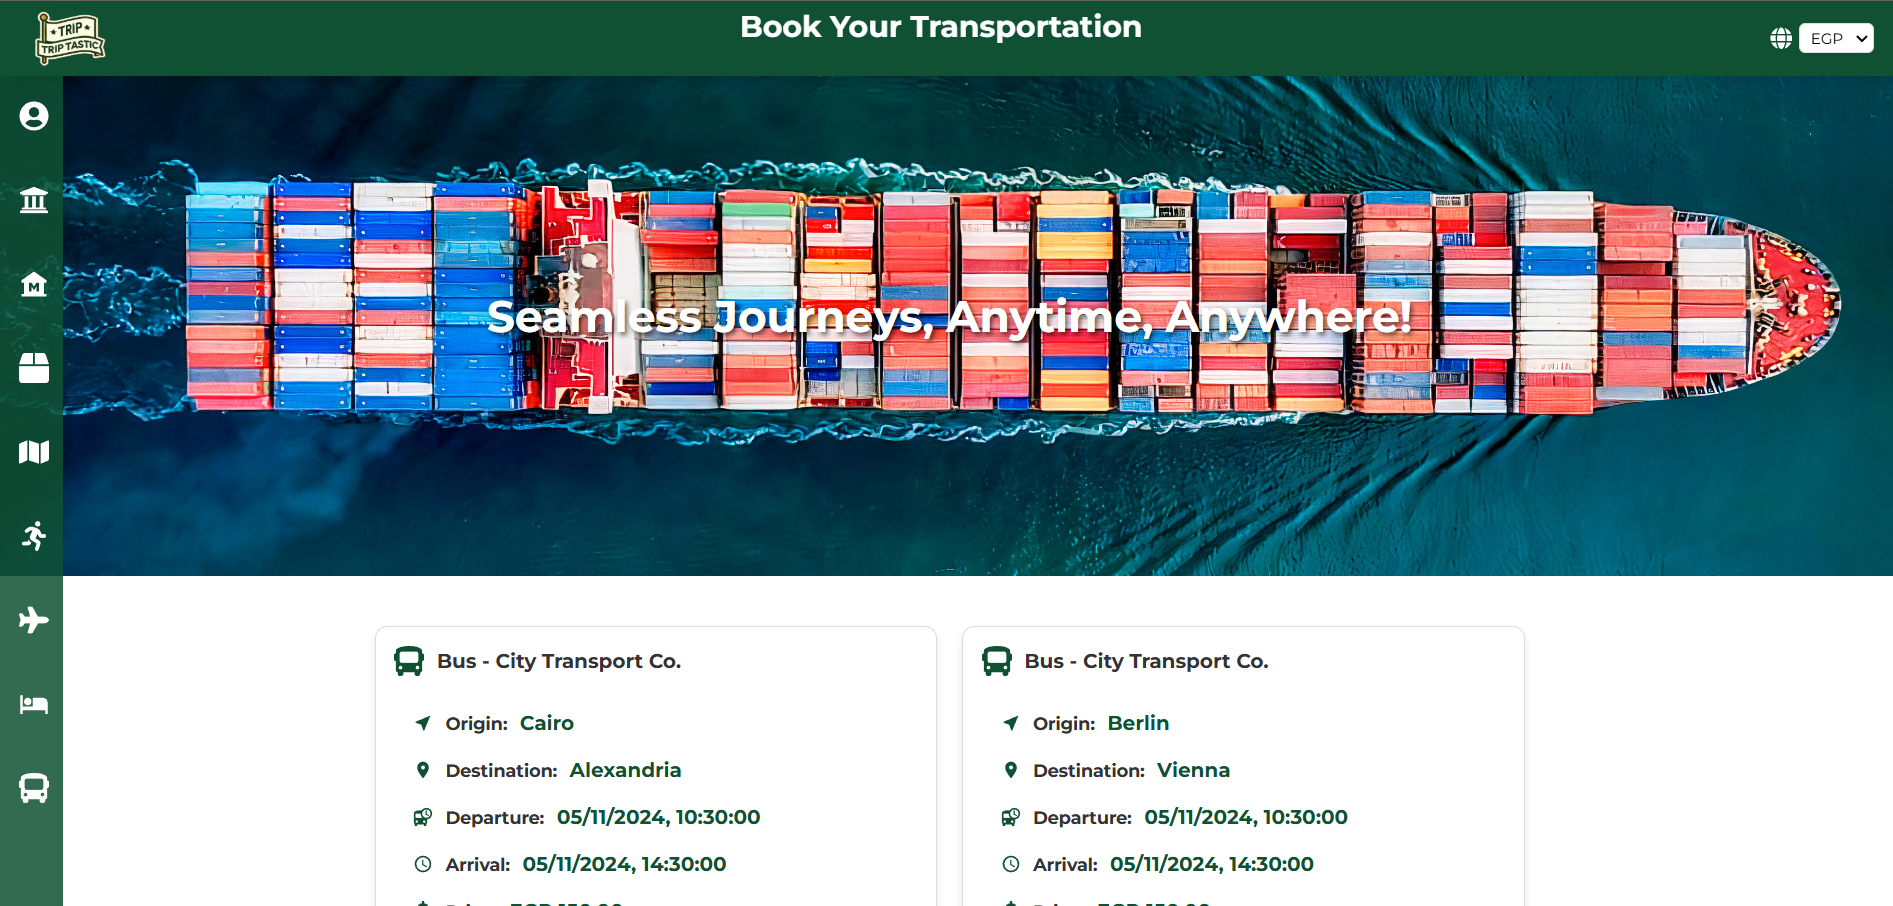 TRIP
TRIP TASTIC
Book Your Transportation
EGP
M
Seamless Journeys, Anytime, Anywhere!
Bus - City Transport Co.
Origin: Cairo
Destination: Alexandria
Departure: 05/11/2024, 10:30:00
Arrival: 05/11/2024, 14:30:00
Bus - City Transport Co.
Origin: Berlin
Destination: Vienna
Departure: 05/11/2024, 10:30:00
Arrival: 05/11/2024, 14:30:00